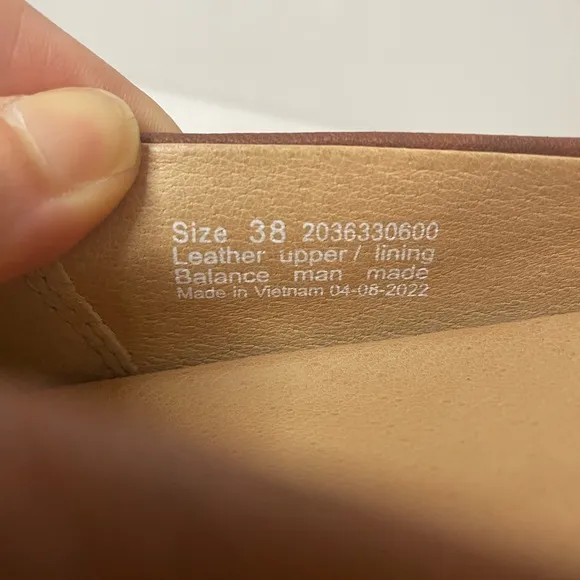 Size 38 2036330600
Leather upper/ lining
Balance man made
Made in Vietnam 04-08-2022